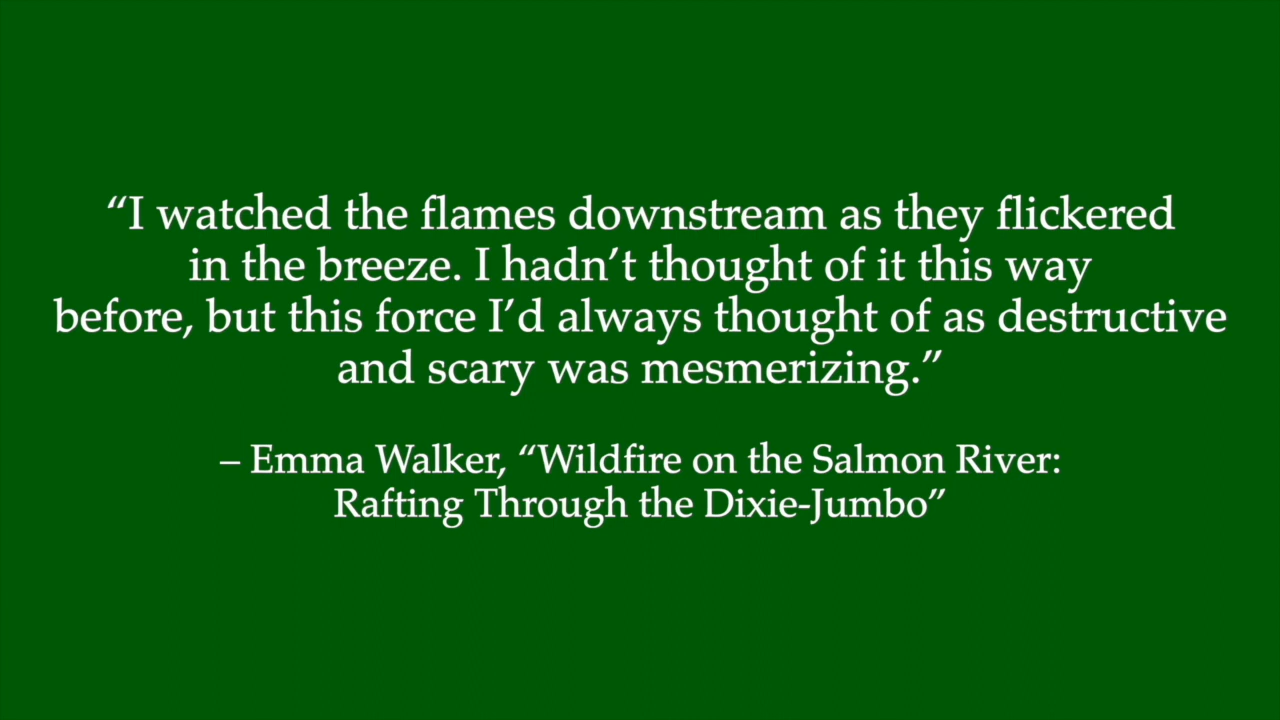 “I watched the flames downstream as they flickered
in the breeze. I hadn’t thought of it this way
before, but this force I’d always thought of as destructive
and scary was mesmerizing.”
– Emma Walker, “Wildfire on the Salmon River:
Rafting Through the Dixie-Jumbo”